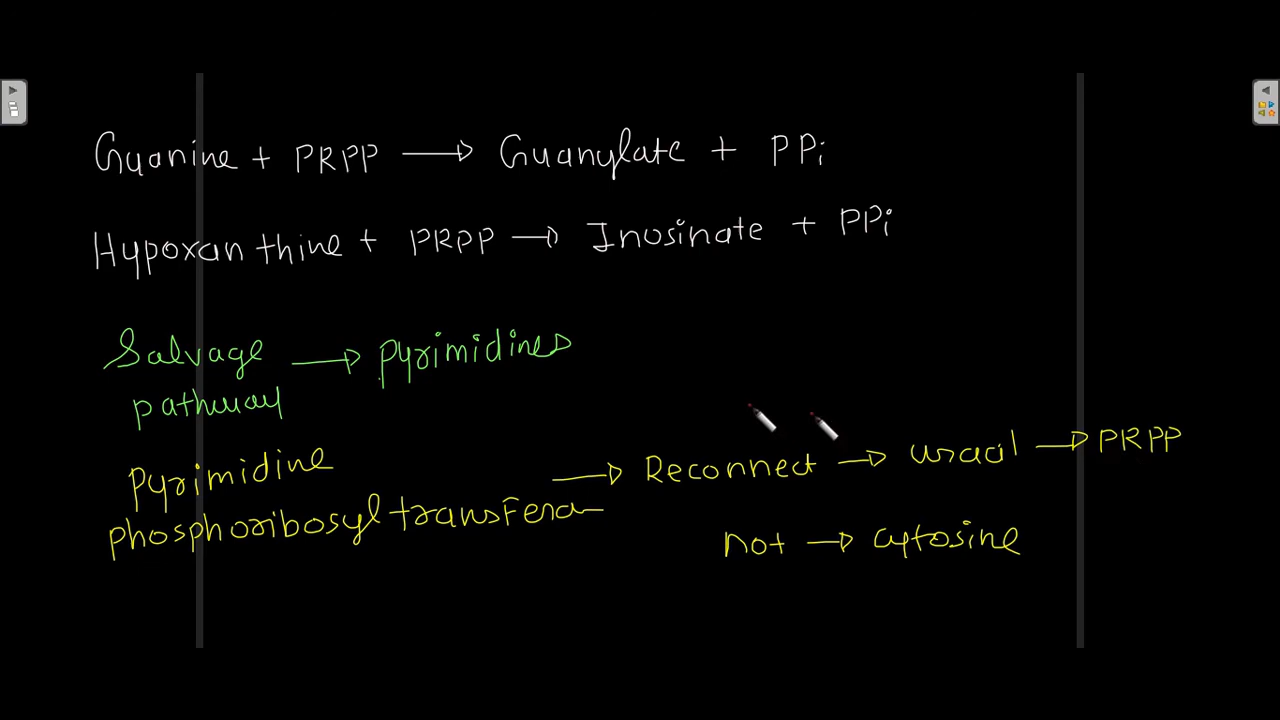 Guanine + PRPP → Guanylate + PPi
Hypoxanthine + PRPP → Inosinate + PPi
Salvage → pyrimidines
pathway
Pyrimidine
phosphoribosyl transfera → Reconnect → uracil → PRPP
not → cytosine